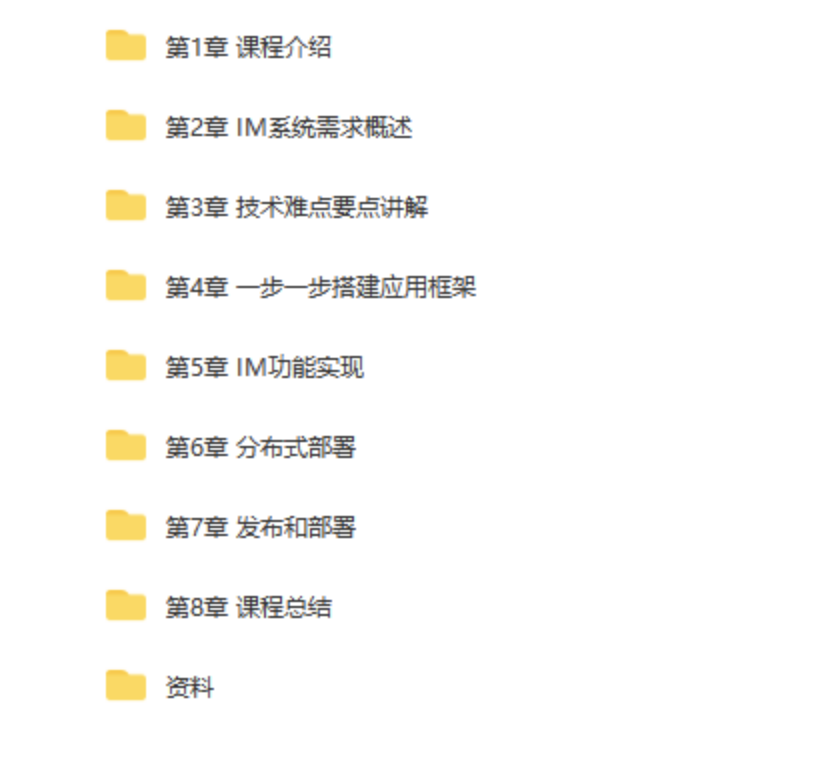 第1章 课程介绍
第2章 IM系统需求概述
第3章 技术难点要点讲解
第4章 一步一步搭建应用框架
第5章 IM功能实现
第6章 分布式部署
第7章 发布和部署
第8章 课程总结
资料